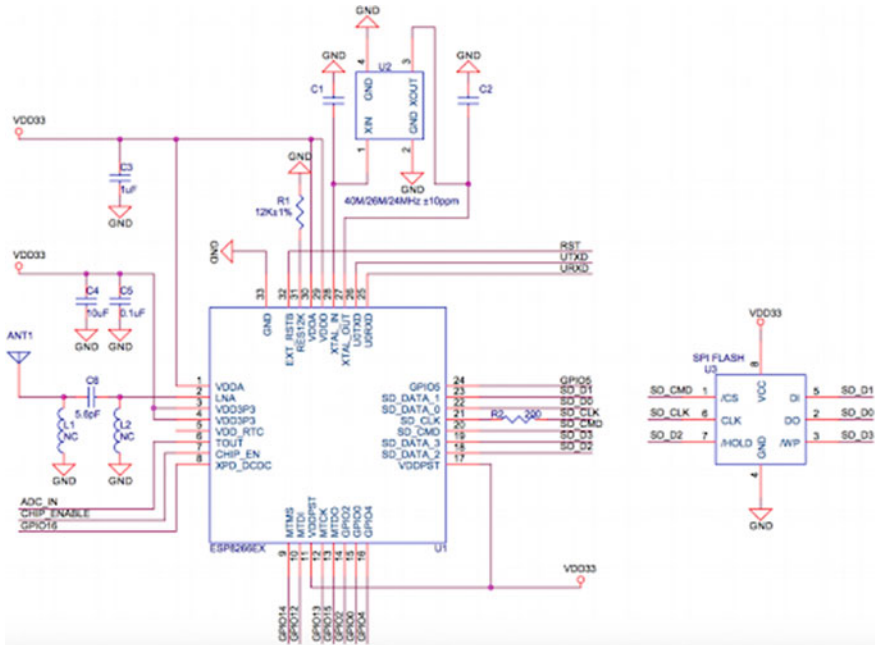 GND
GND
GND
4
3
U2
C1
C2
GND
XOUT
XIN
GND
1
2
GND
40M/26M/24MHz ±10ppm
VDD33
C3
1uF
GND
GND
R1
12K±1%
GND
RST
UTXD
URXD
VDD33
C4
10uF
C5
0.1uF
GND
GND
33
32
31
30
29
28
27
26
25
GND
EXT_RSTB
RES12K
VDDA
VDDD
XTAL_IN
XTAL_OUT
U0TXD
U0RXD
ANT1
C6
5.6pF
L1
NC
L2
NC
GND
GND
1 VDDA
2 LNA
3 VDD3P3
4 VDD3P3
5 VDD_RTC
6 TOUT
7 CHIP_EN
8 XPD_DCDC
GPIO5 24 GPIO5
SD_DATA_1 23 SD_D1
SD_DATA_0 22 SD_D0
SD_CLK 21 R2 200 SD_CLK
SD_CMD 20 SD_CMD
SD_DATA_3 19 SD_D3
SD_DATA_2 18 SD_D2
VDDPST 17
ADC_IN
CHIP_ENABLE
GPIO16
MTMS
MTDI
VDDPST
MTCK
MTDO
GPIO2
GPIO0
GPIO4
ESP8266EX
U1
9
10
11
12
13
14
15
16
GPIO14
GPIO12
GPIO13
GPIO15
GPIO2
GPIO0
GPIO4
VDD33
VDD33
8
SPI FLASH
U3
VCC
SD_CMD 1 /CS
DI 5 SD_D1
SD_CLK 6 CLK
DO 2 SD_D0
SD_D2 7 /HOLD
/WP 3 SD_D3
GND
4
GND